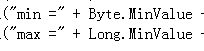 ("min =" + Byte.MinValue -
("max =" + Long.MinValue -